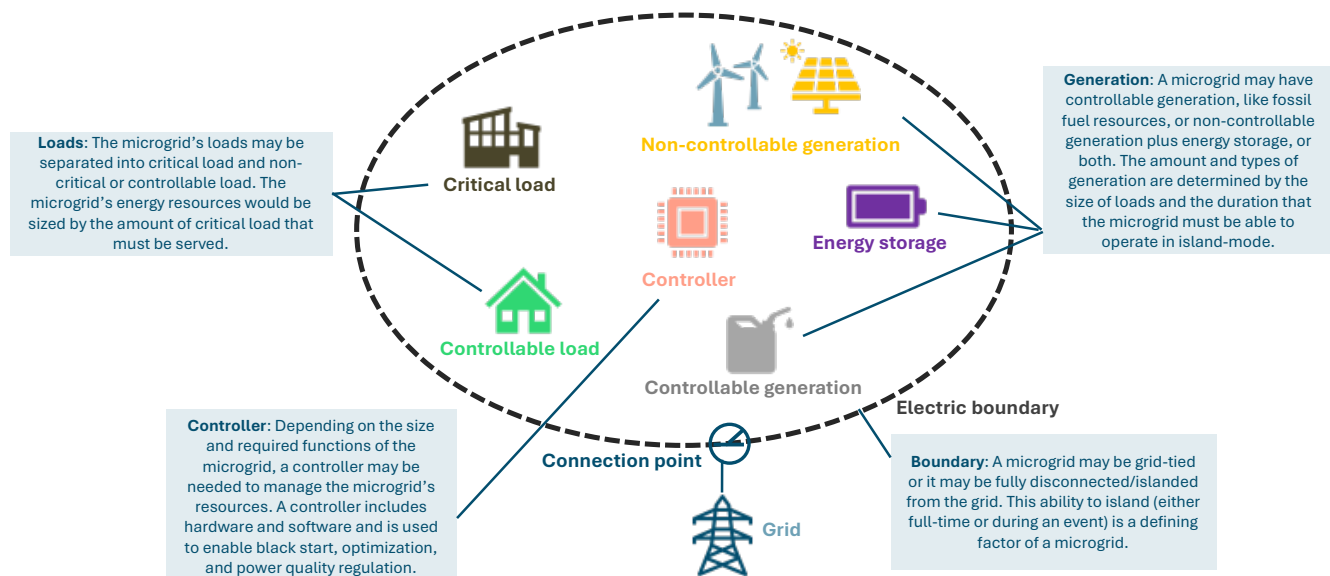 Non-controllable generation
Critical load
Energy storage
Controller
Controllable load
Controllable generation
Electric boundary
Connection point
Grid
Loads: The microgrid's loads may be
separated into critical load and non-
critical or controllable load. The
microgrid's energy resources would be
sized by the amount of critical load that
must be served.
Generation: A microgrid may have
controllable generation, like fossil
fuel resources, or non-controllable
generation plus energy storage, or
both. The amount and types of
generation are determined by the
size of loads and the duration that
the microgrid must be able to
operate in island-mode.
Controller: Depending on the size
and required functions of the
microgrid, a controller may be
needed to manage the microgrid's
resources. A controller includes
hardware and software and is used
to enable black start, optimization,
and power quality regulation.
Boundary: A microgrid may be grid-tied
or it may be fully disconnected/islanded
from the grid. This ability to island (either
full-time or during an event) is a defining
factor of a microgrid.